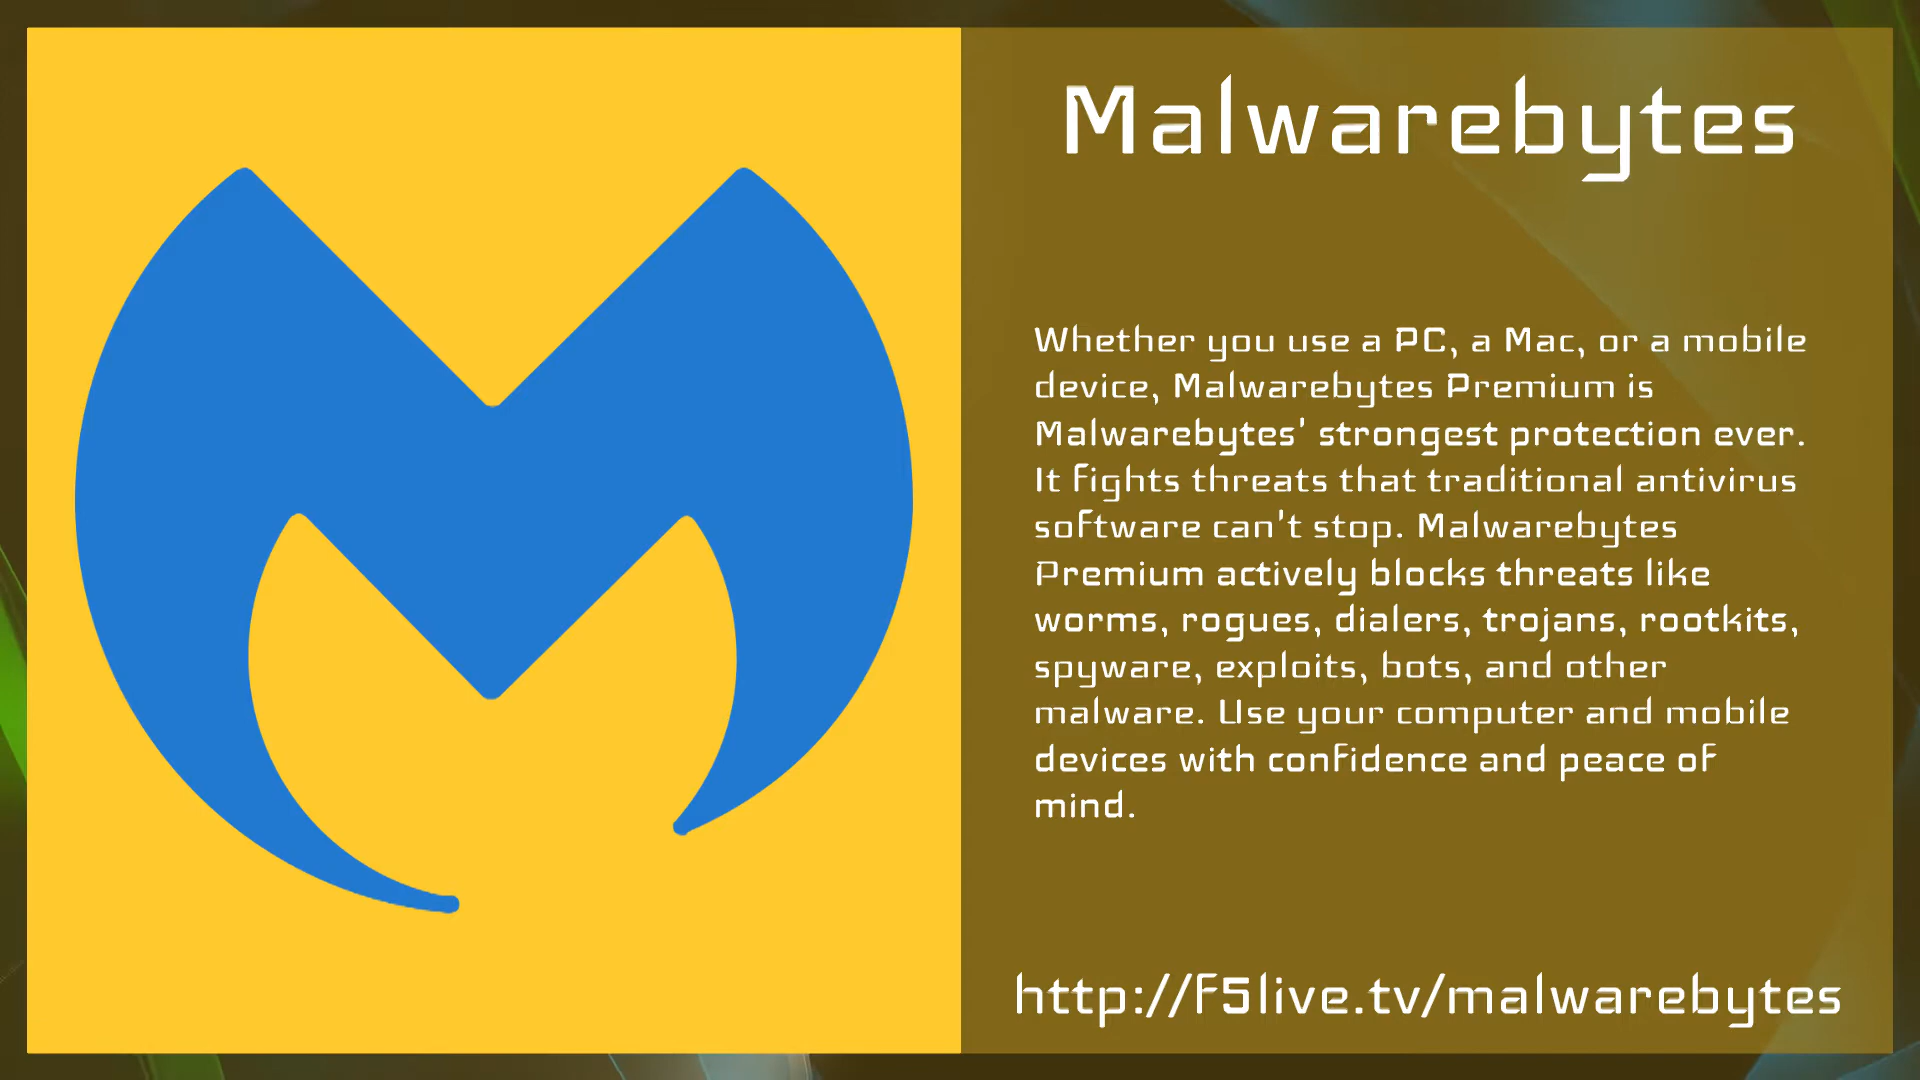 Malwarebytes
Whether you use a PC, a Mac, or a mobile
device, Malwarebytes Premium is
Malwarebytes' strongest protection ever.
It fights threats that traditional antivirus
software can't stop. Malwarebytes
Premium actively blocks threats like
worms, rogues, dialers, trojans, rootkits,
spyware, exploits, bots, and other
malware. Use your computer and mobile
devices with confidence and peace of
mind.
http://F5live.tv/malwarebytes